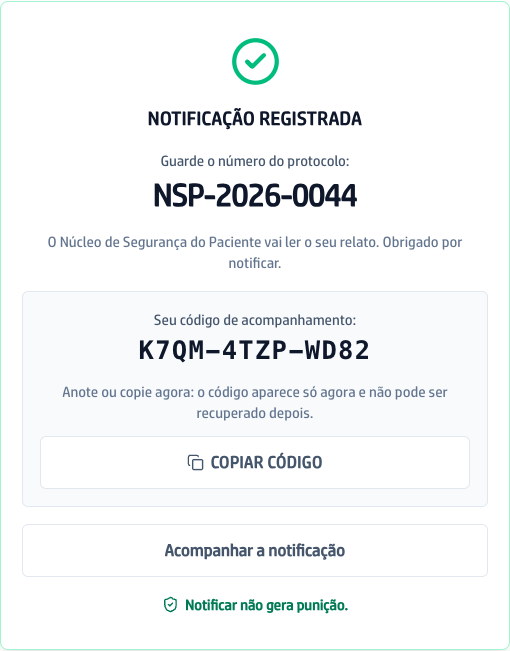 NOTIFICAÇÃO REGISTRADA
Guarde o número do protocolo:
NSP-2026-0044
O Núcleo de Segurança do Paciente vai ler o seu relato. Obrigado por
notificar.
Seu código de acompanhamento:
K7QM-4TZP-WD82
Anote ou copie agora: o código aparece só agora e não pode ser
recuperado depois.
COPIAR CÓDIGO
Acompanhar a notificação
Notificar não gera punição.